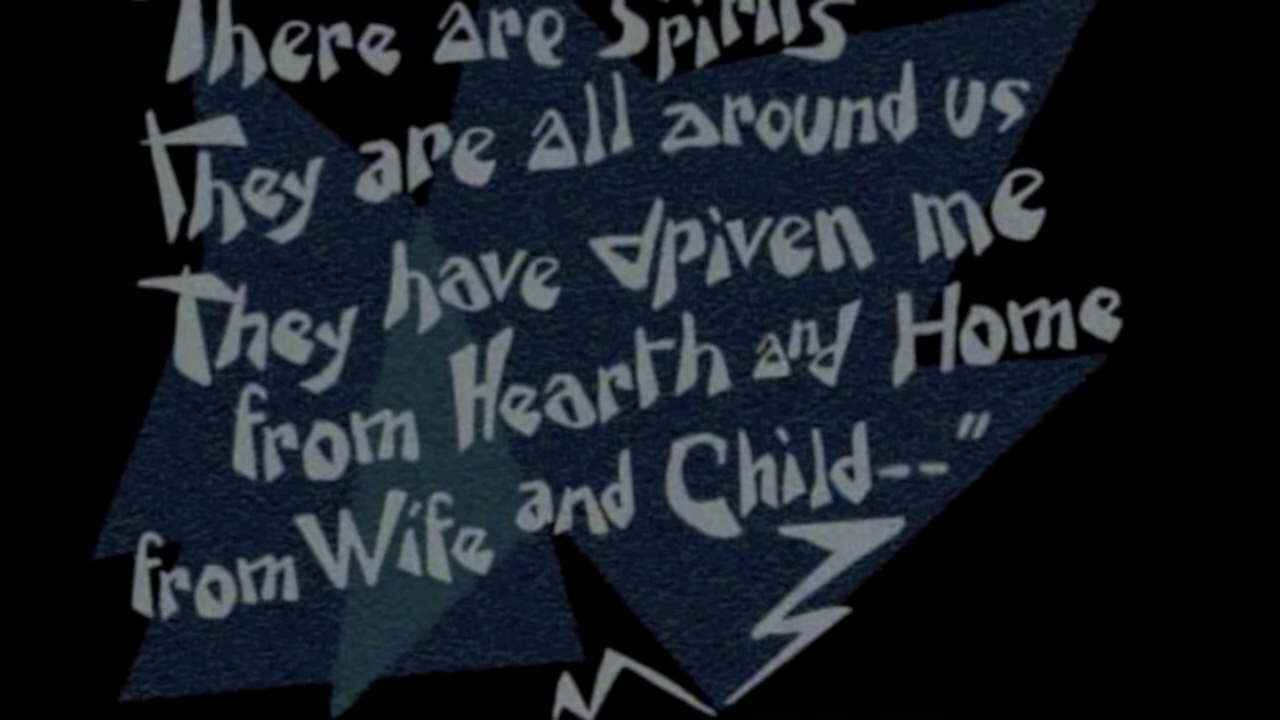 There are Spirits
They are all around us
They have driven me
from Hearth and Home
from Wife and Child--"